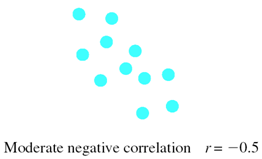 Moderate negative correlation r = −0.5